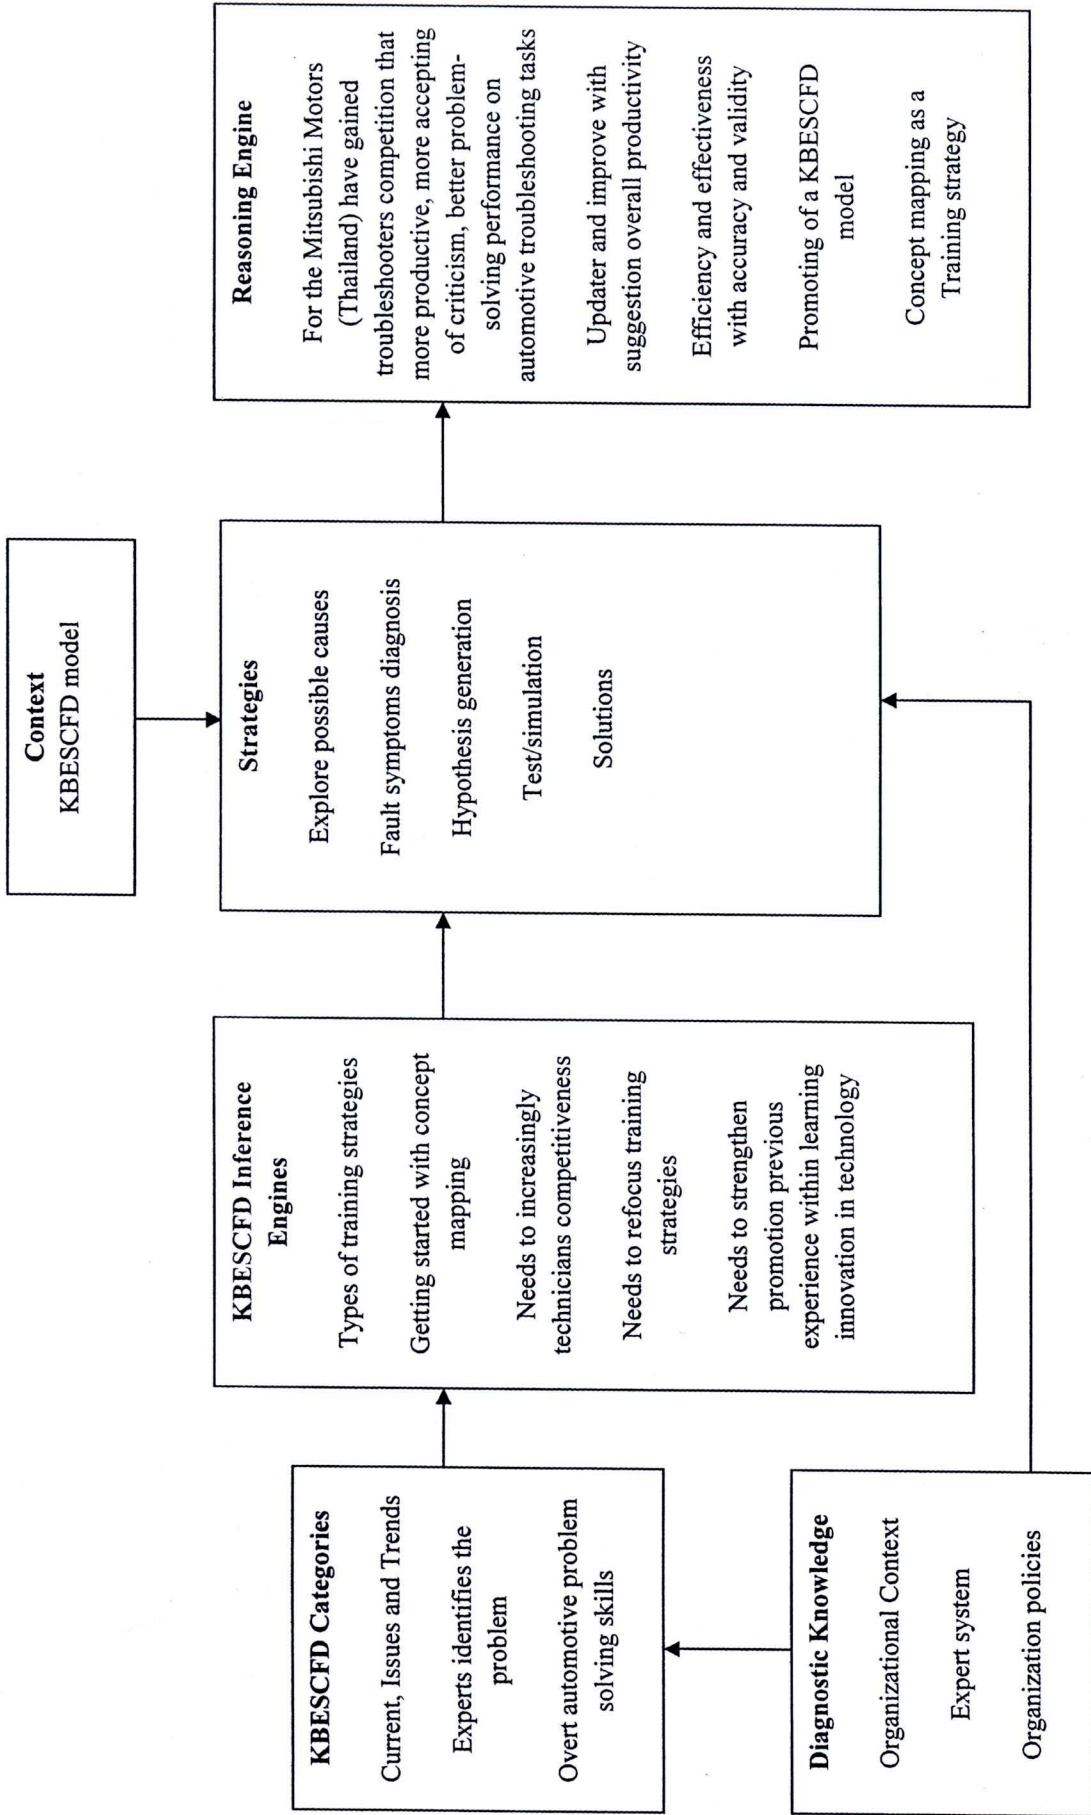 Context
KBESCFD model
KBESCFD Categories
Current, Issues and Trends
Experts identifies the
problem
Overt automotive problem
solving skills
Diagnostic Knowledge
Organizational Context
Expert system
Organization policies
KBESCFD Inference
Engines
Types of training strategies
Getting started with concept
mapping
Needs to increasingly
technicians competitiveness
Needs to refocus training
strategies
Needs to strengthen
promotion previous
experience within learning
innovation in technology
Strategies
Explore possible causes
Fault symptoms diagnosis
Hypothesis generation
Test/simulation
Solutions
Reasoning Engine
For the Mitsubishi Motors
(Thailand) have gained
troubleshooters competition that
more productive, more accepting
of criticism, better problem-
solving performance on
automotive troubleshooting tasks
Updater and improve with
suggestion overall productivity
Efficiency and effectiveness
with accuracy and validity
Promoting of a KBESCFD
model
Concept mapping as a
Training strategy